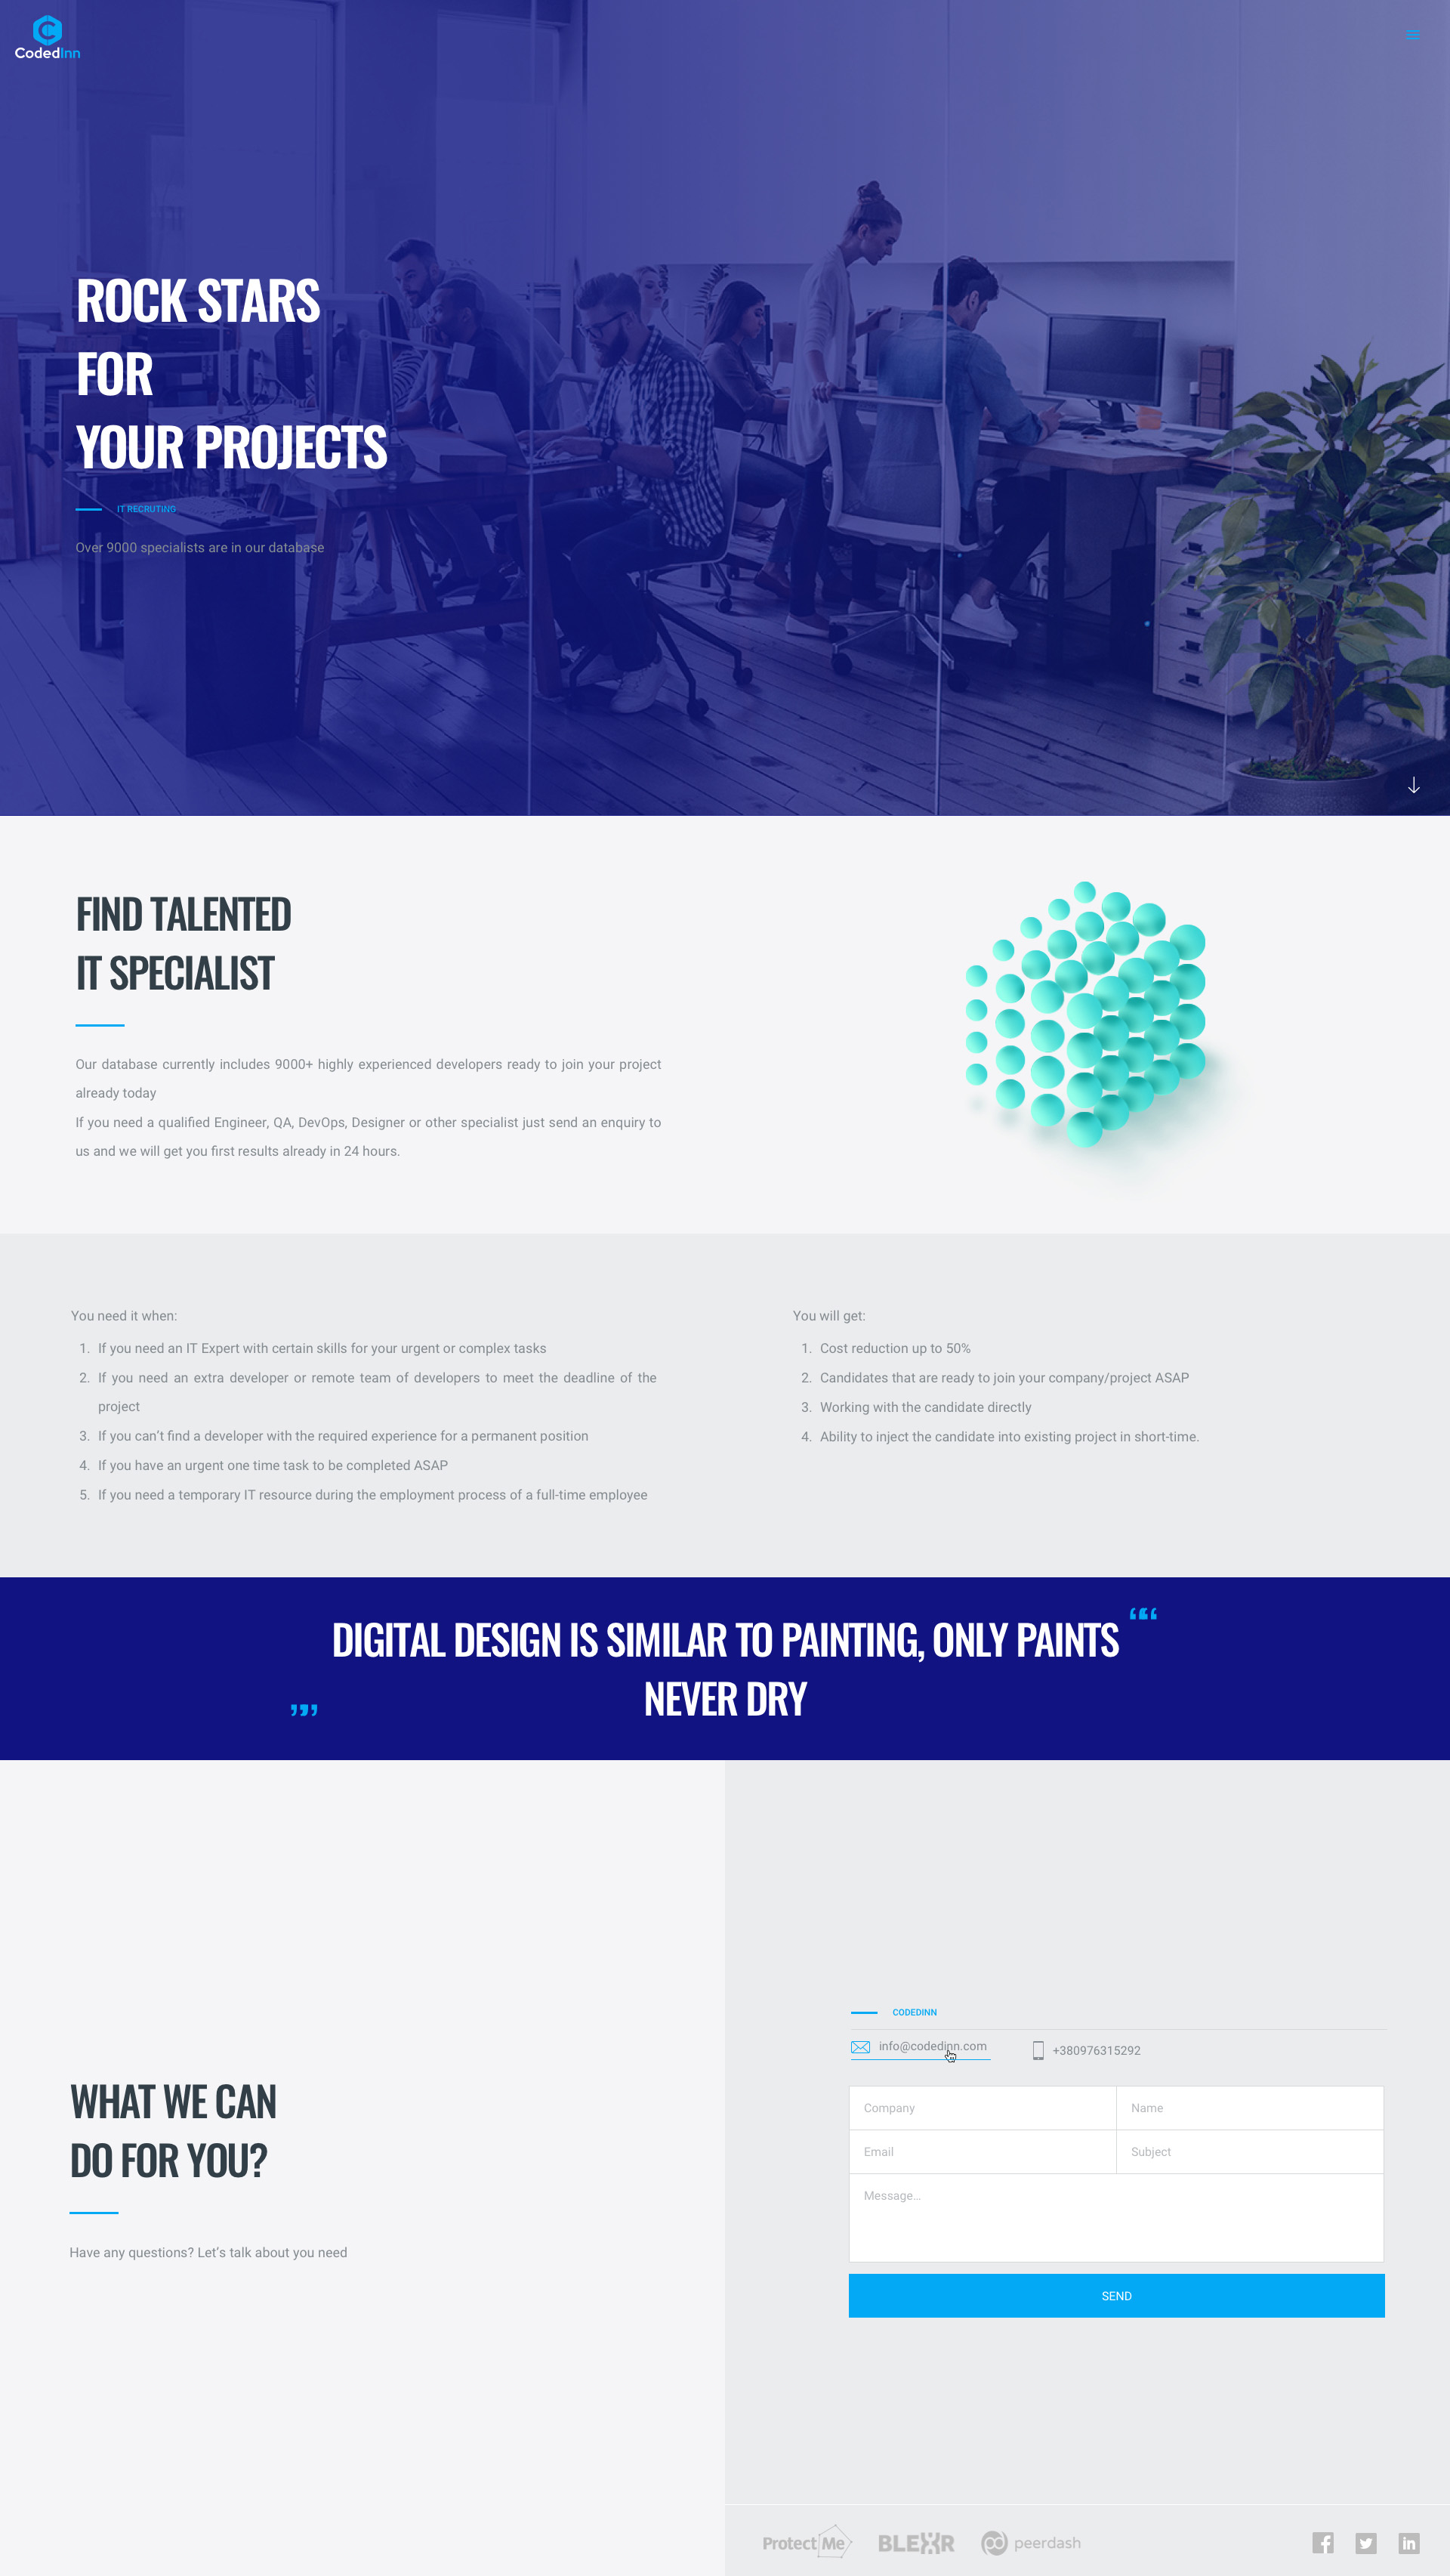 CodedInn
ROCK STARS
FOR
YOUR PROJECTS
IT RECRUTING
Over 9000 specialists are in our database
FIND TALENTED
IT SPECIALIST
Our database currently includes 9000+ highly experienced developers ready to join your project
already today
If you need a qualified Engineer, QA, DevOps, Designer or other specialist just send an enquiry to
us and we will get you first results already in 24 hours.
You need it when:
1. If you need an IT Expert with certain skills for your urgent or complex tasks
2. If you need an extra developer or remote team of developers to meet the deadline of the
project
3. If you can't find a developer with the required experience for a permanent position
4. If you have an urgent one time task to be completed ASAP
5. If you need a temporary IT resource during the employment process of a full-time employee
You will get:
1. Cost reduction up to 50%
2. Candidates that are ready to join your company/project ASAP
3. Working with the candidate directly
4. Ability to inject the candidate into existing project in short-time.
DIGITAL DESIGN IS SIMILAR TO PAINTING, ONLY PAINTS
NEVER DRY
WHAT WE CAN
DO FOR YOU?
Have any questions? Let's talk about you need
CODEDINN
info@codedinn.com
+380976315292
Company
Name
Email
Subject
Message...
SEND
Protect Me
BLEXR
peerdash